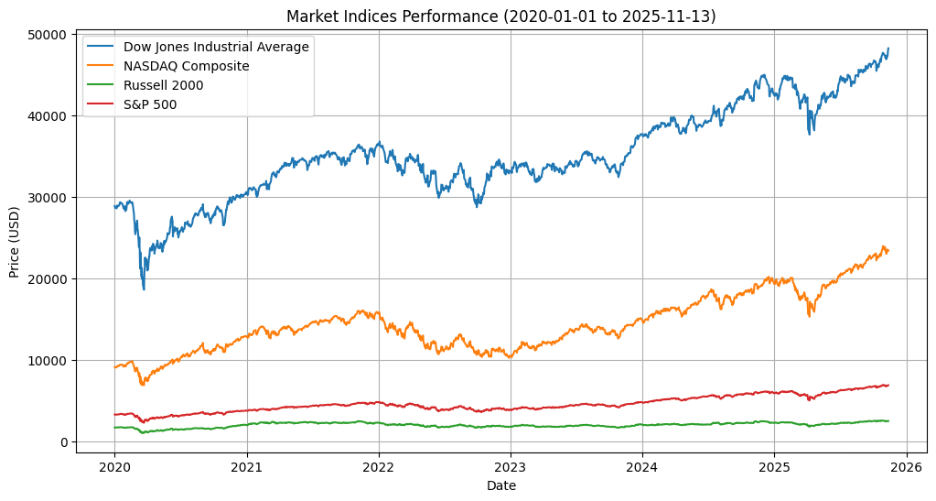 Market Indices Performance (2020-01-01 to 2025-11-13)
Dow Jones Industrial Average
NASDAQ Composite
Russell 2000
S&P 500
Price (USD)
50000
40000
30000
20000
10000
0
2020
2021
2022
2023
2024
2025
2026
Date